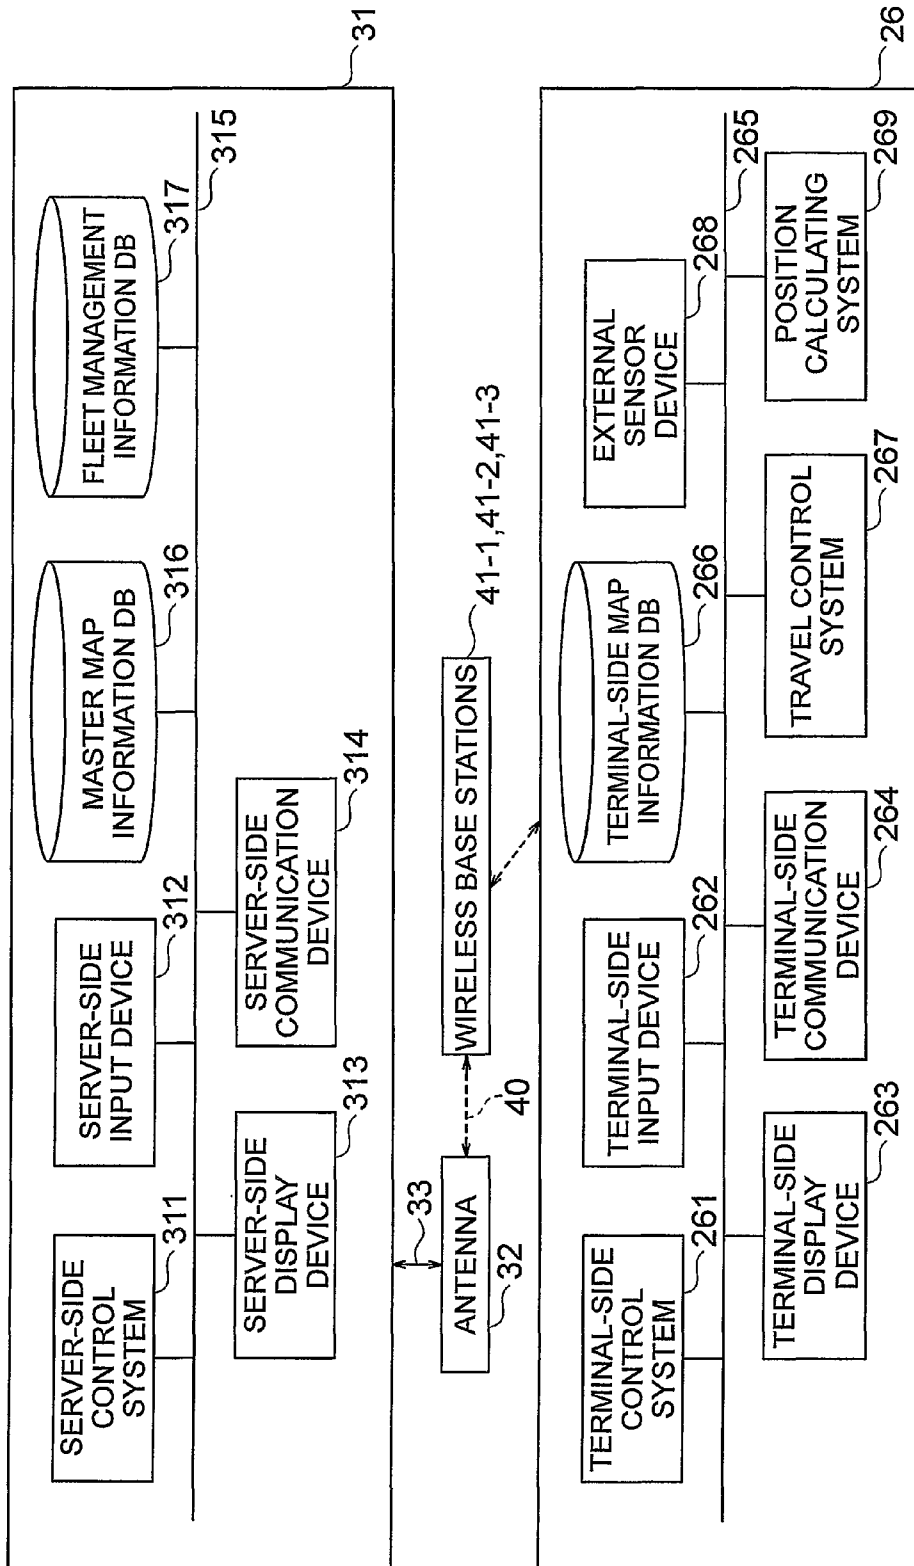 31
SERVER-SIDE
CONTROL
SYSTEM
311
SERVER-SIDE
INPUT DEVICE
312
MASTER MAP
INFORMATION DB
316
FLEET MANAGEMENT
INFORMATION DB
317
315
SERVER-SIDE
DISPLAY
DEVICE
313
SERVER-SIDE
COMMUNICATION
DEVICE
314
33
ANTENNA
32
40
WIRELESS BASE STATIONS
41-1,41-2,41-3
26
TERMINAL-SIDE
CONTROL
SYSTEM
261
TERMINAL-SIDE
INPUT DEVICE
262
TERMINAL-SIDE MAP
INFORMATION DB
266
EXTERNAL
SENSOR
DEVICE
268
265
TERMINAL-SIDE
DISPLAY
DEVICE
263
TERMINAL-SIDE
COMMUNICATION
DEVICE
264
TRAVEL CONTROL
SYSTEM
267
POSITION
CALCULATING
SYSTEM
269